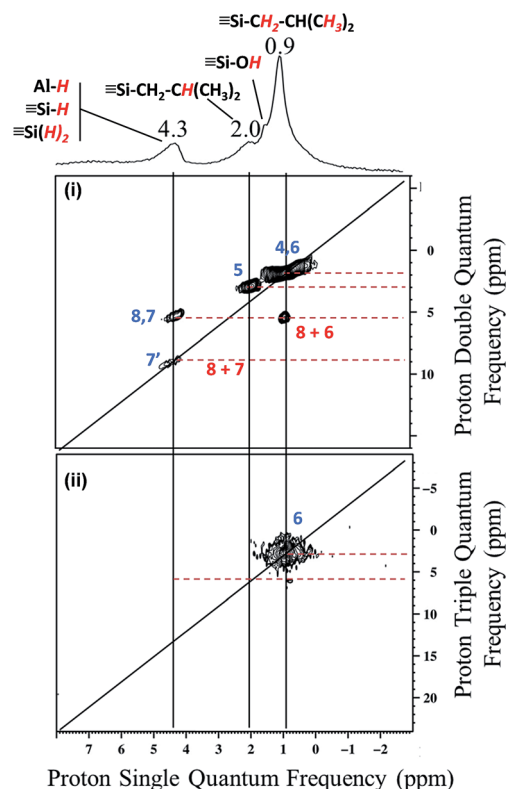 ≡Si-CH2-CH(CH3)2
0.9
≡Si-OH
Al-H
≡Si-H
≡Si(H)2
≡Si-CH2-CH(CH3)2
4.3
2.0
(i)
4,6
5
8,7
8 + 6
7'
8 + 7
0
5
10
Proton Double Quantum
Frequency (ppm)
(ii)
6
-5
0
5
10
15
20
Proton Triple Quantum
Frequency (ppm)
7 6 5 4 3 2 1 0 -1 -2
Proton Single Quantum Frequency (ppm)